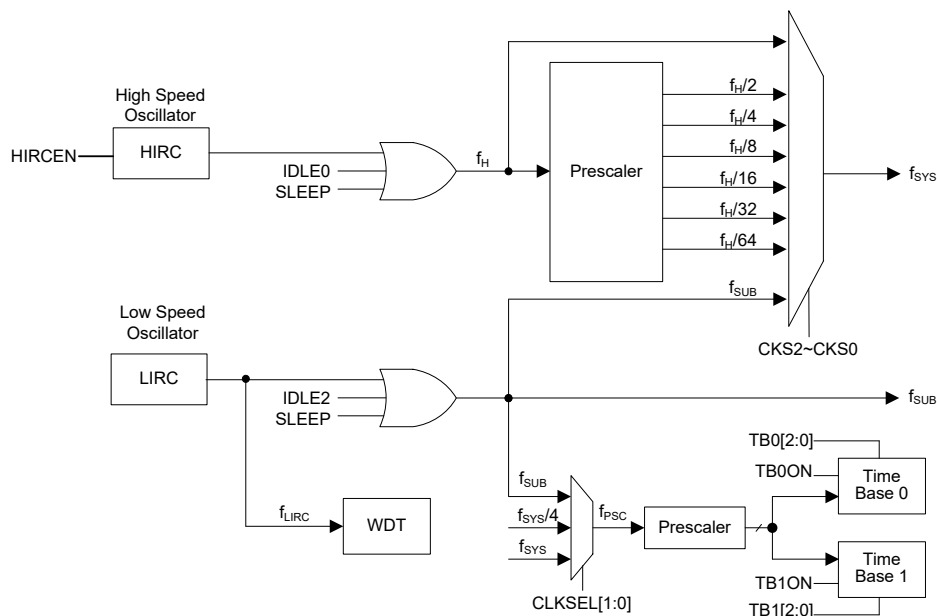 High Speed
Oscillator
HIRCEN
HIRC
IDLE0
SLEEP
fH
Prescaler
fH/2
fH/4
fH/8
fH/16
fH/32
fH/64
fSUB
fSYS
CKS2~CKS0
Low Speed
Oscillator
LIRC
IDLE2
SLEEP
fSUB
fLIRC
WDT
fSUB
fSYS/4
fSYS
CLKSEL[1:0]
fPSC
Prescaler
TB0[2:0]
TB0ON
Time
Base 0
Time
Base 1
TB1ON
TB1[2:0]